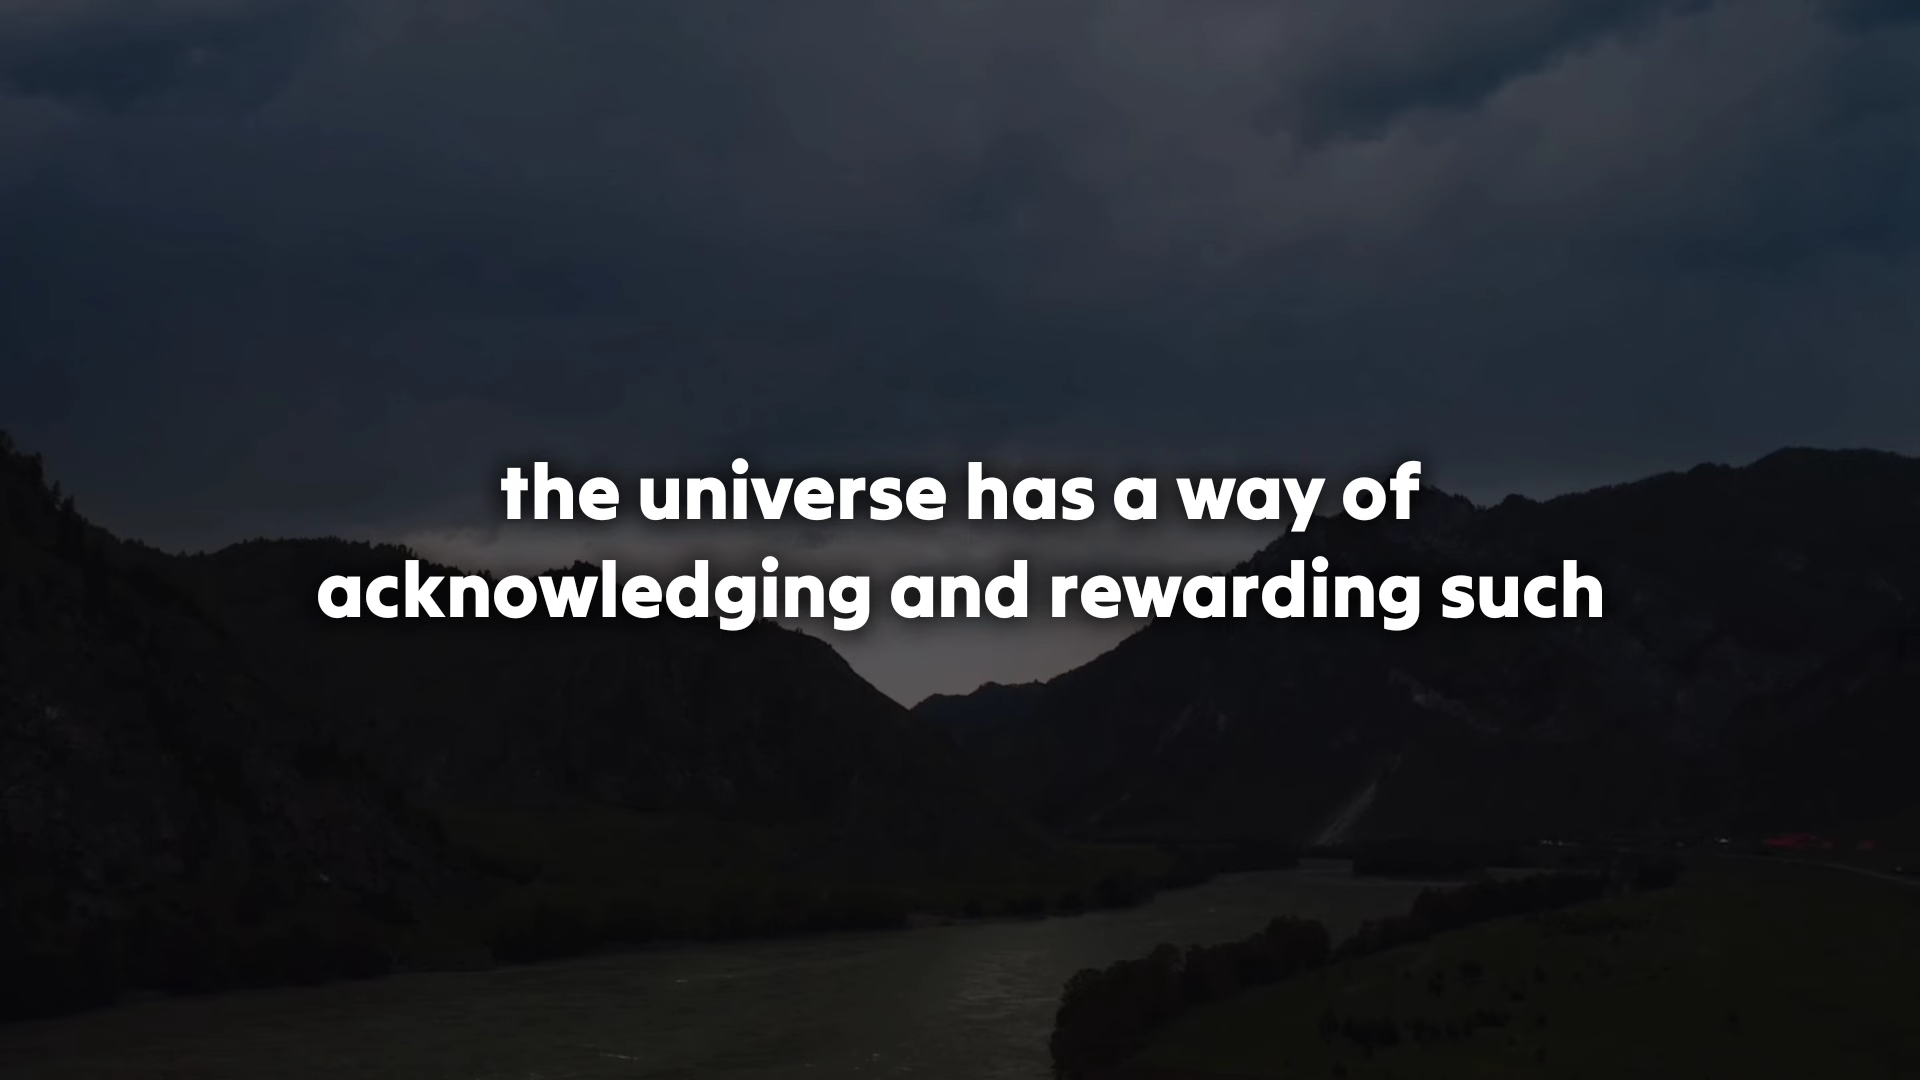 the universe has a way of
acknowledging and rewarding such